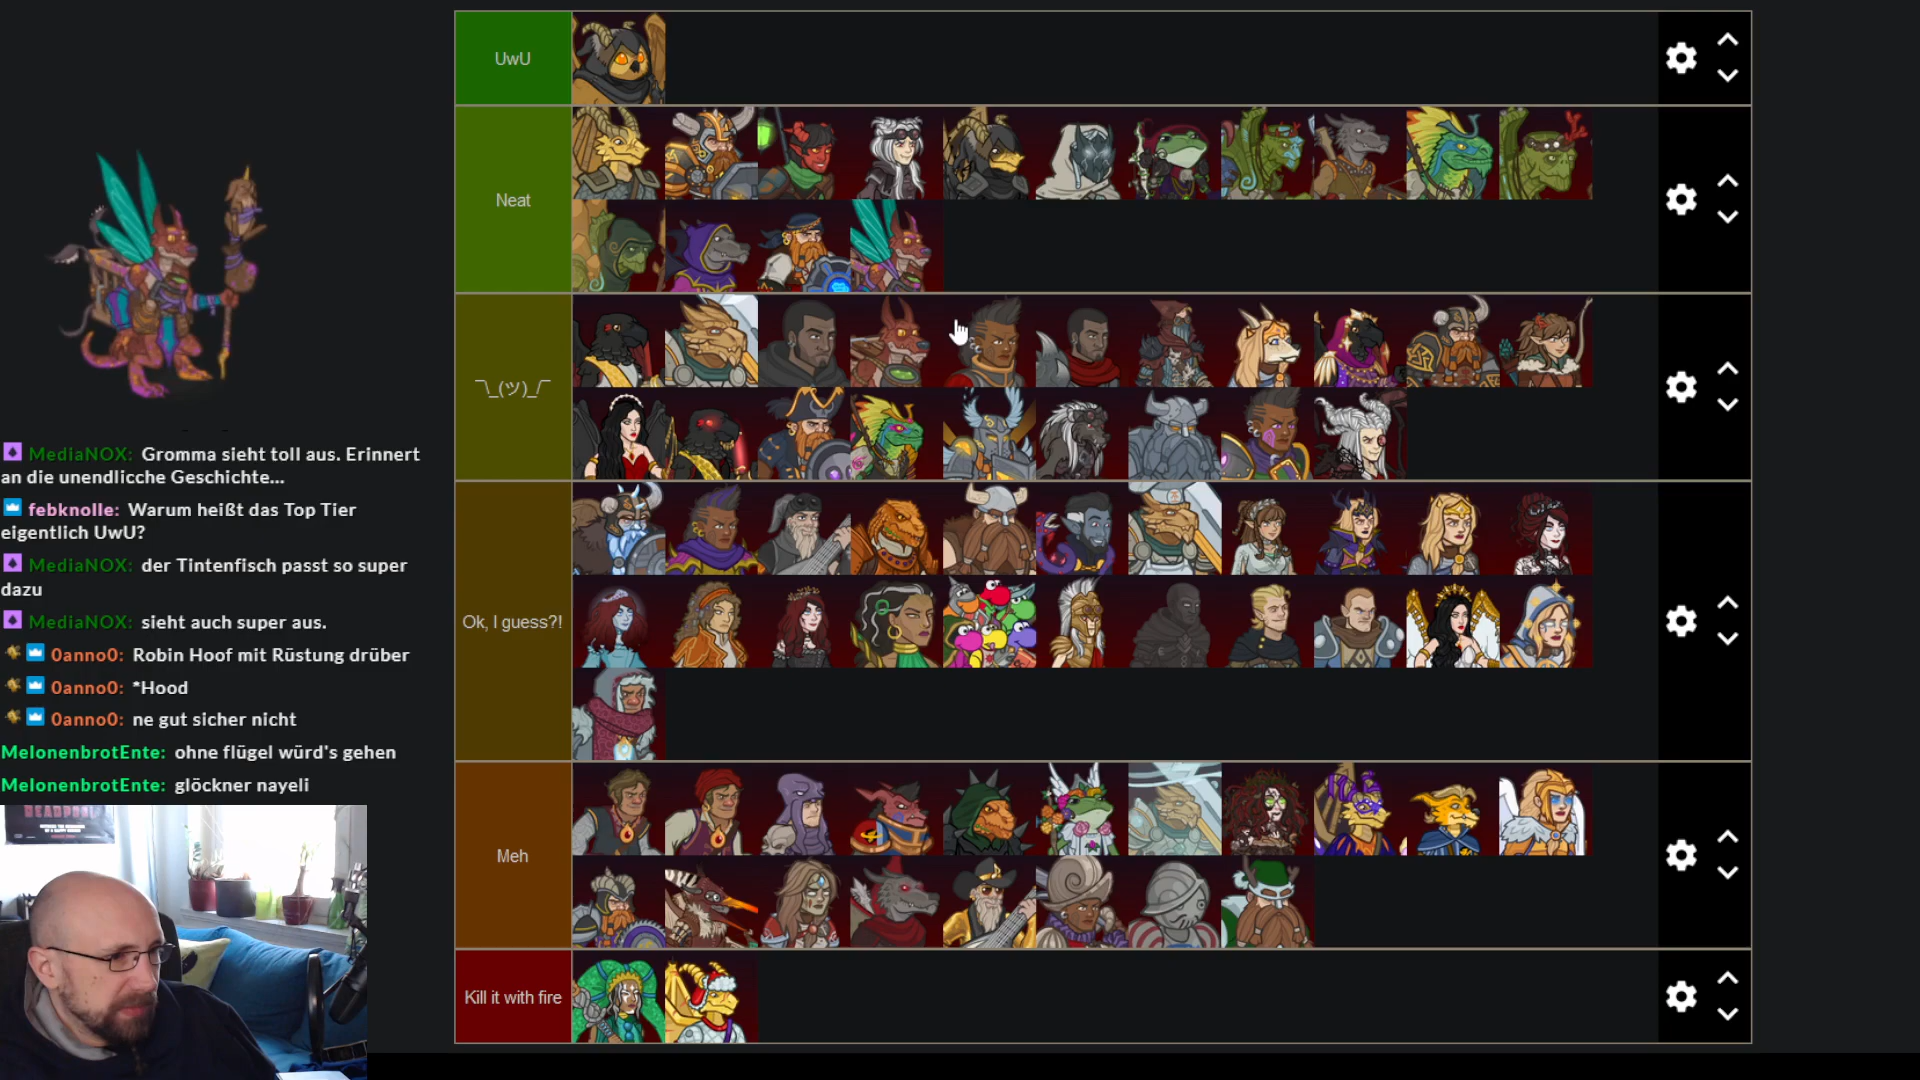 UwU
Neat
¯\_(ツ)_/¯
Ok, I guess?!
Meh
Kill it with fire
MediaNOX: Gromma sieht toll aus. Erinnert
an die unendlicche Geschichte...
febknolle: Warum heißt das Top Tier
eigentlich UwU?
MediaNOX: der Tintenfisch passt so super
dazu
MediaNOX: sieht auch super aus.
0anno0: Robin Hoof mit Rüstung drüber
0anno0: *Hood
0anno0: ne gut sicher nicht
MelonenbrotEnte: ohne flügel würd's gehen
MelonenbrotEnte: glöckner nayeli
DEADPOOL